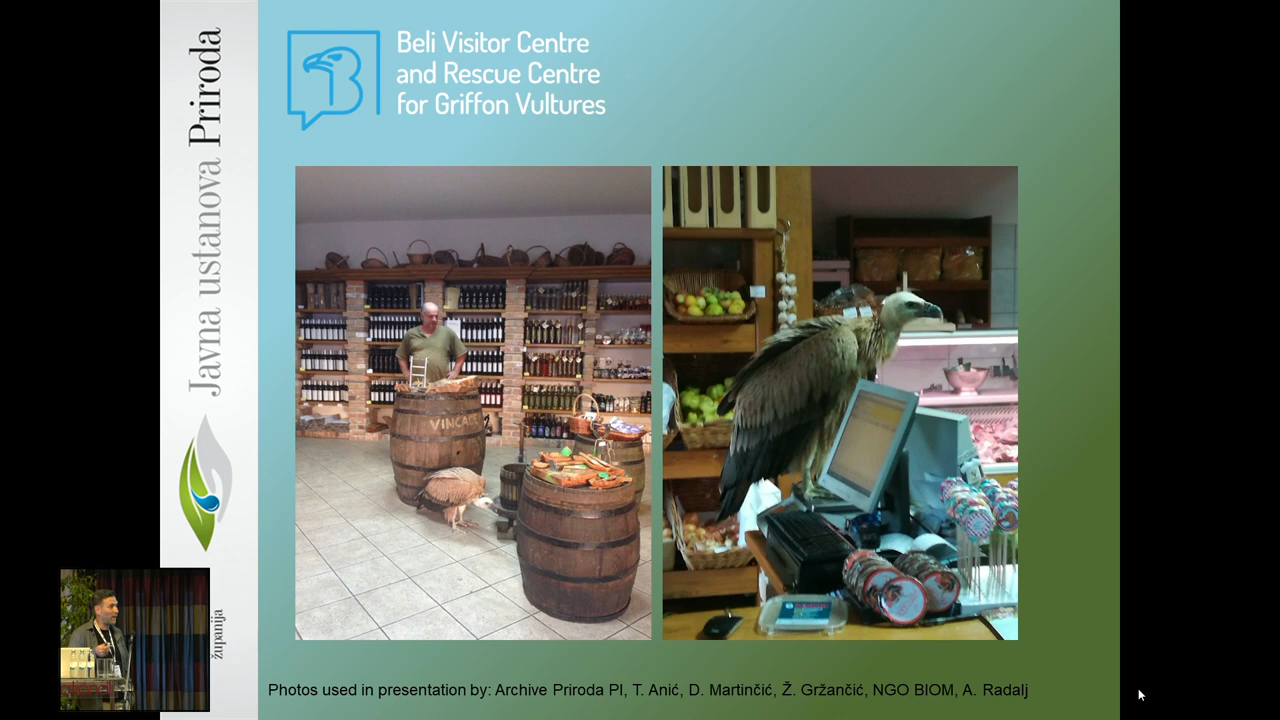 Javna ustanova Priroda
županija
Beli Visitor Centre
and Rescue Centre
for Griffon Vultures
VINCA
Photos used in presentation by: Archive Priroda PI, T. Anić, D. Martinčić, Ž. Gržančić, NGO BIOM, A. Radalj